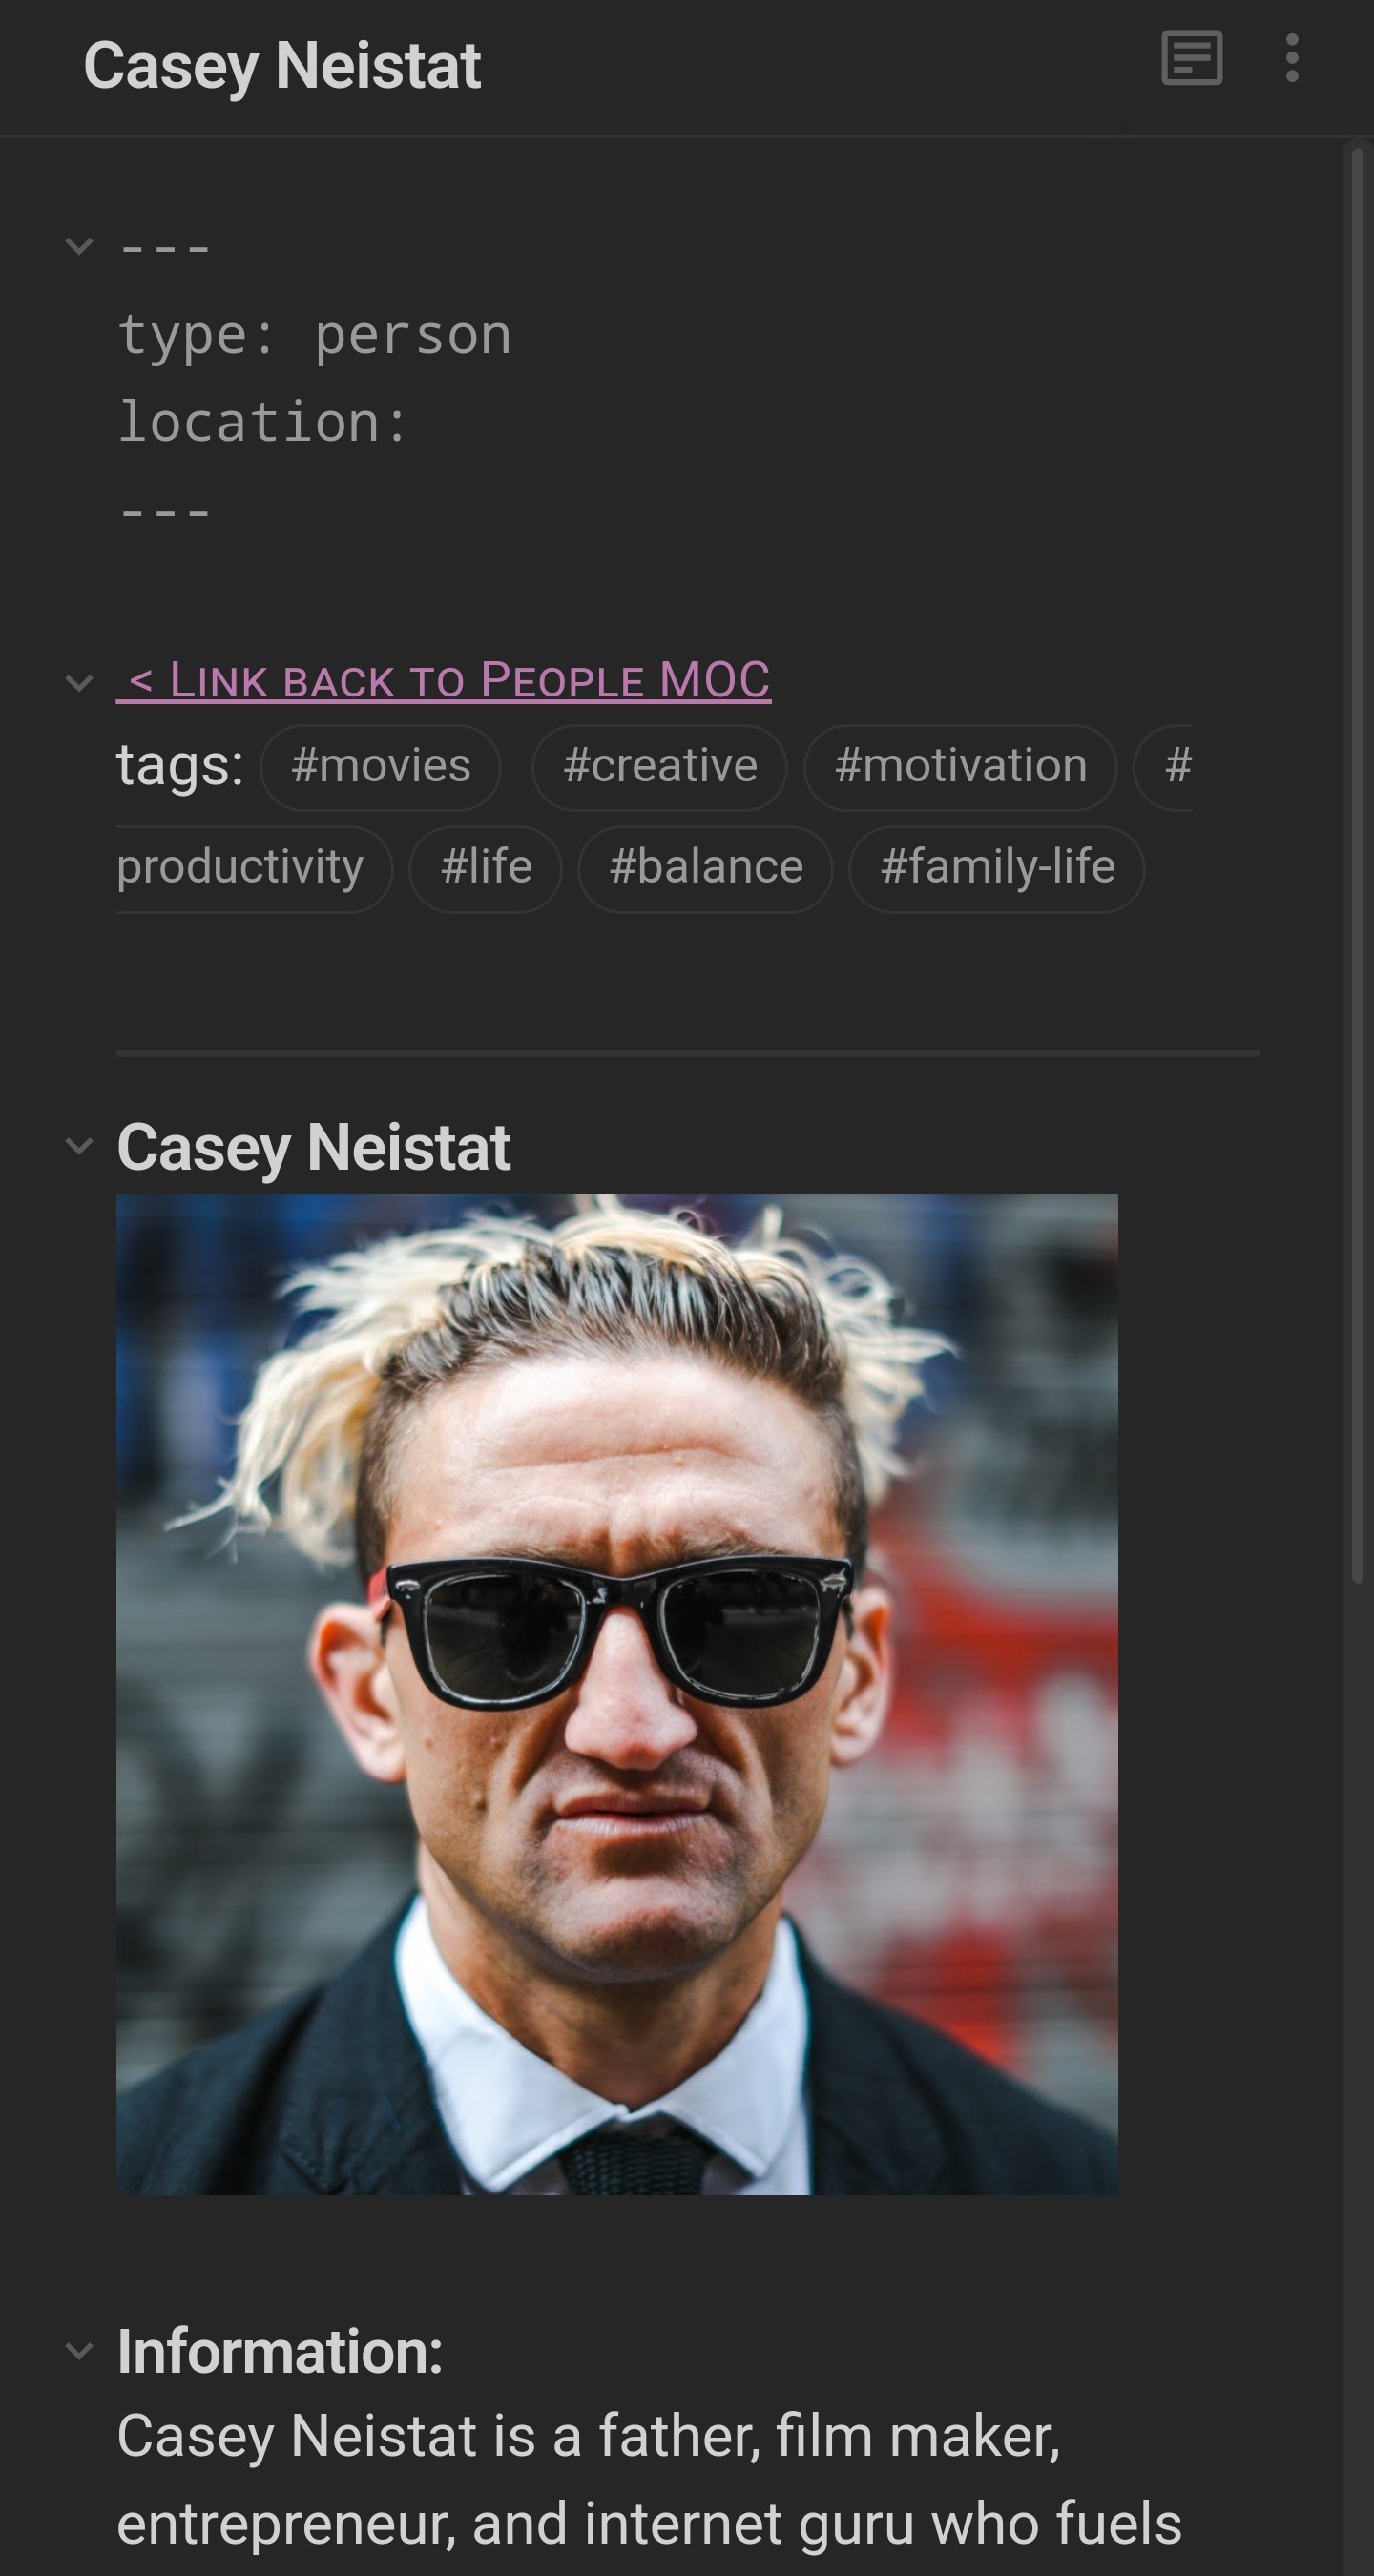 Casey Neistat
---
type: person
location:
---
< Link back to People MOC
tags: #movies #creative #motivation #
productivity #life #balance #family-life
Casey Neistat
Information:
Casey Neistat is a father, film maker,
entrepreneur, and internet guru who fuels